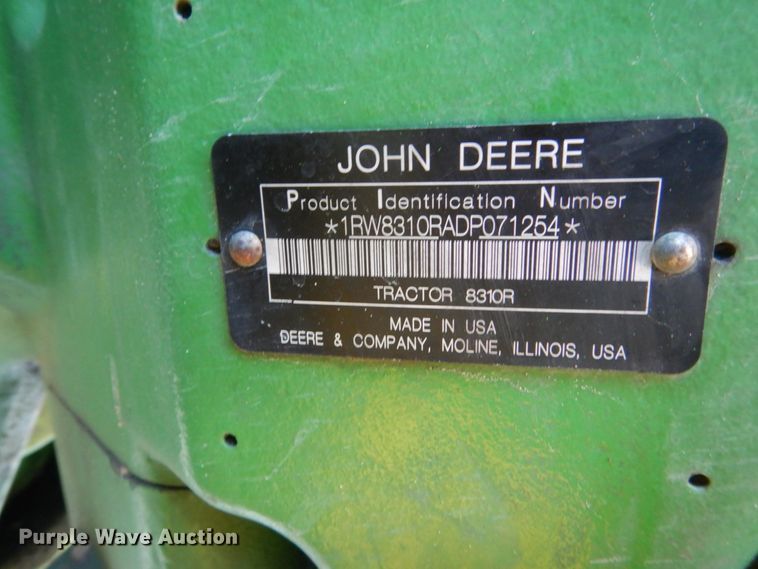 JOHN DEERE
Product Identification Number
*1RW8310RADP071254*
TRACTOR 8310R
MADE IN USA
DEERE & COMPANY, MOLINE, ILLINOIS, USA
Purple Wave Auction®